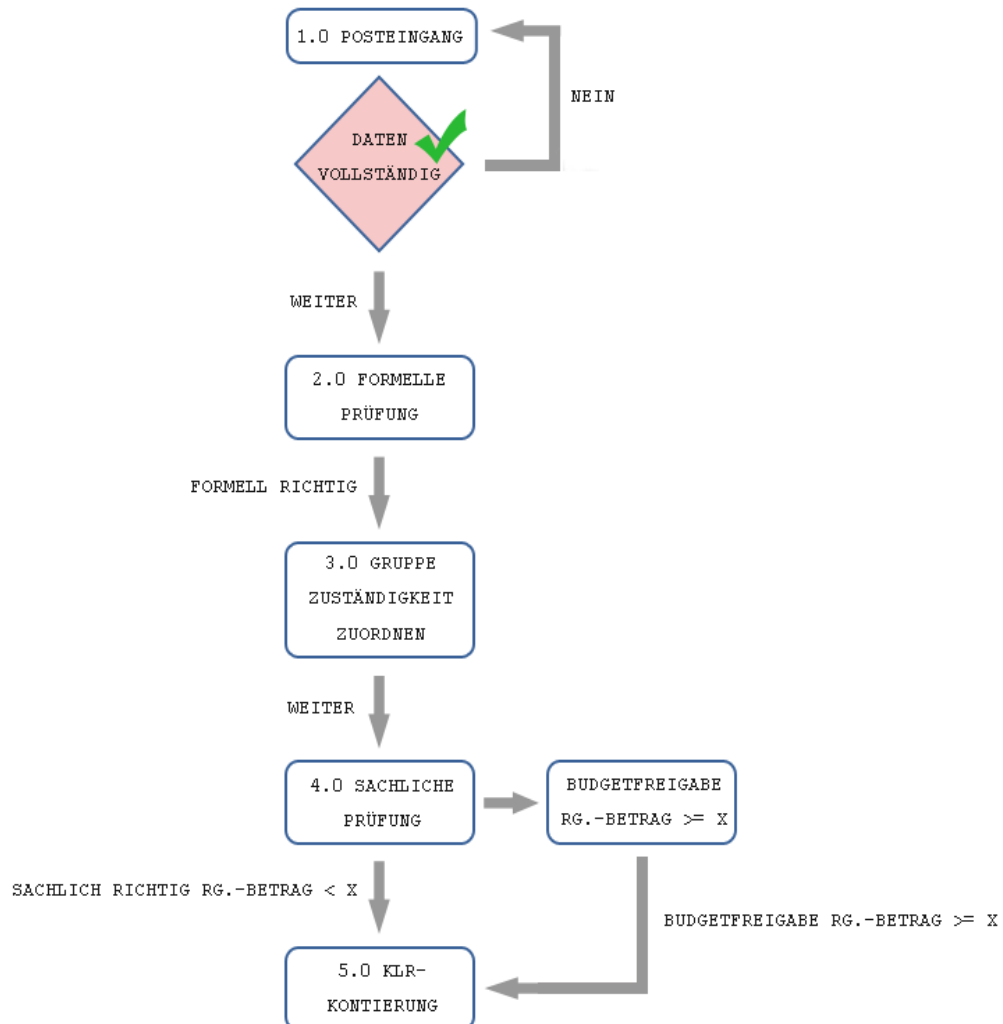 1.0 POSTEINGANG
NEIN
DATEN
VOLLSTÄNDIG
WEITER
2.0 FORMELLE
PRÜFUNG
FORMELL RICHTIG
3.0 GRUPPE
ZUSTÄNDIGKEIT
ZUORDNEN
WEITER
4.0 SACHLICHE
PRÜFUNG
BUDGETFREIGABE
RG.-BETRAG >= X
SACHLICH RICHTIG RG.-BETRAG < X
BUDGETFREIGABE RG.-BETRAG >= X
5.0 KLR-
KONTIERUNG